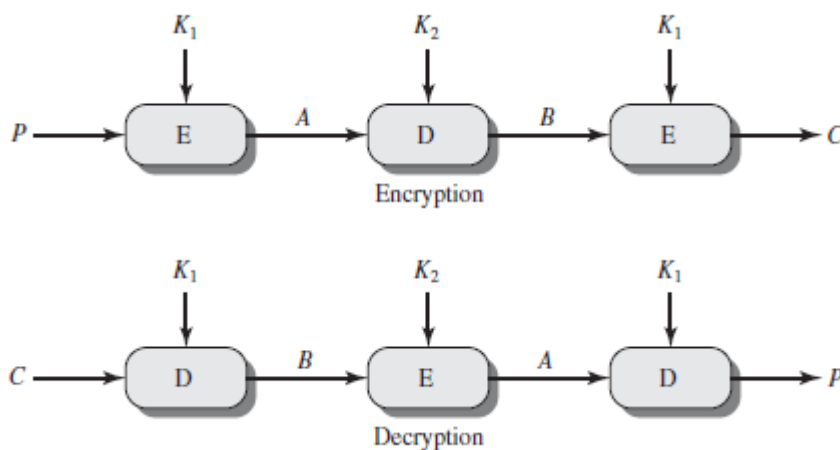 K₁ K₂ K₁
P E A D B E C
Encryption
K₁ K₂ K₁
C D B E A D P
Decryption